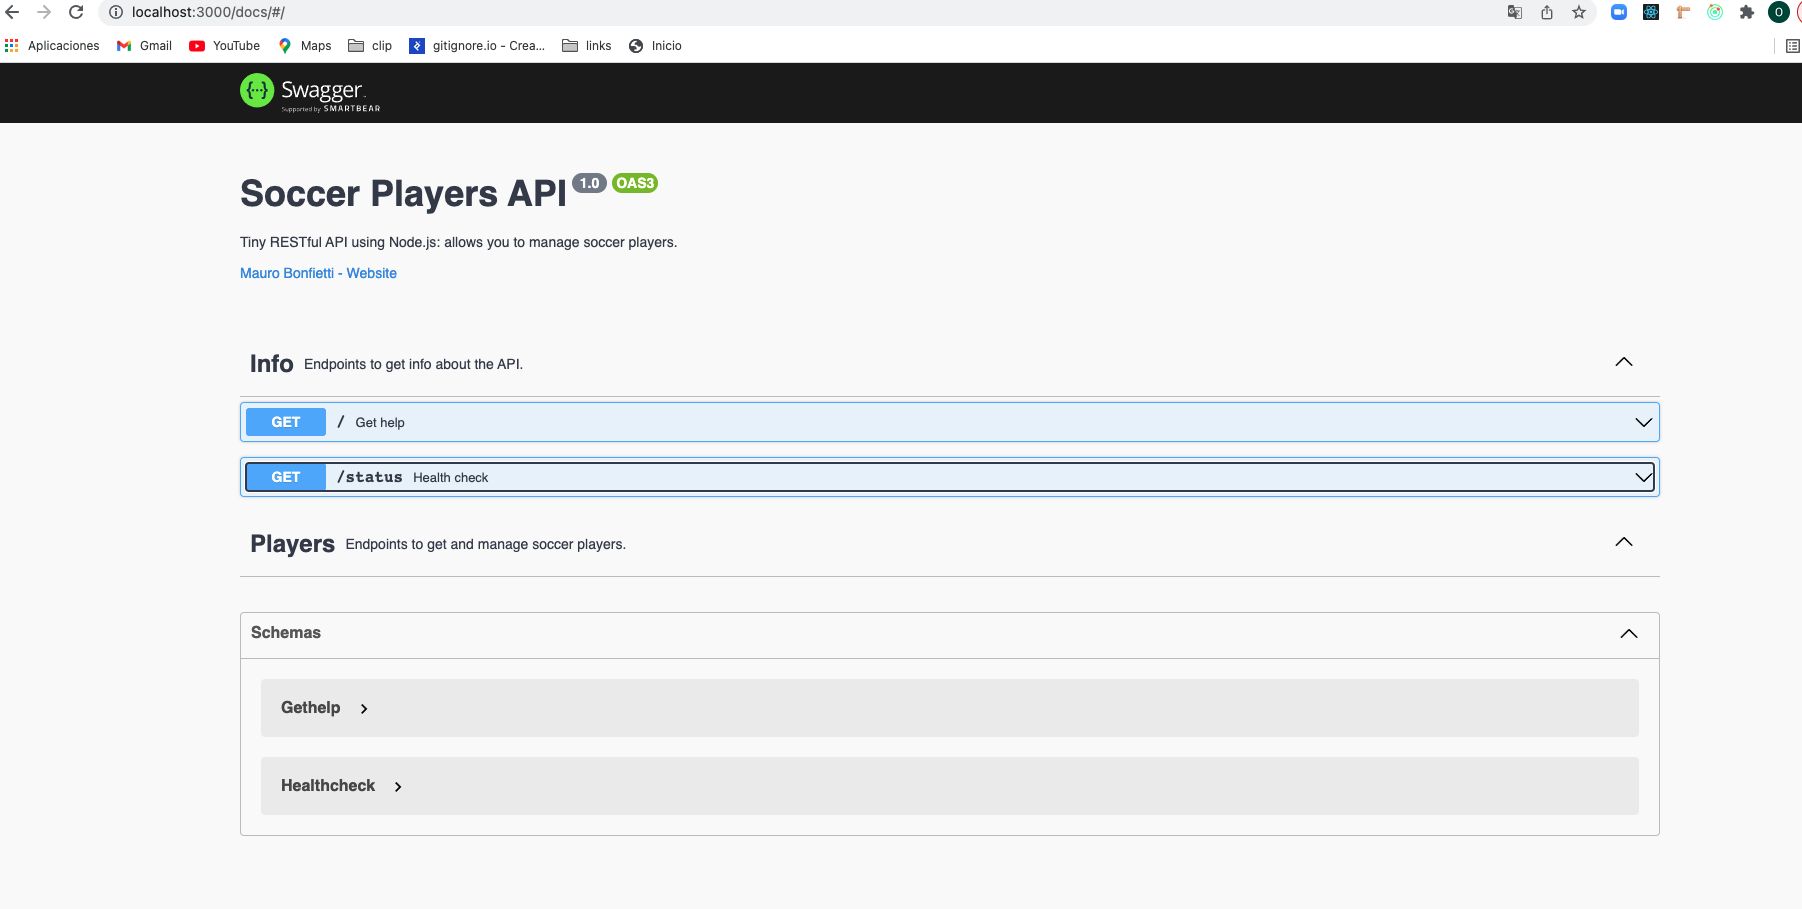 localhost:3000/docs/#/
O
Aplicaciones Gmail YouTube Maps clip gitignore.io - Crea... links Inicio
{···} Swagger.
Supported by SMARTBEAR
Soccer Players API 1.0 OAS3
Tiny RESTful API using Node.js: allows you to manage soccer players.
Mauro Bonfietti - Website
Info Endpoints to get info about the API.
GET / Get help
GET /status Health check
Players Endpoints to get and manage soccer players.
Schemas
Gethelp
Healthcheck